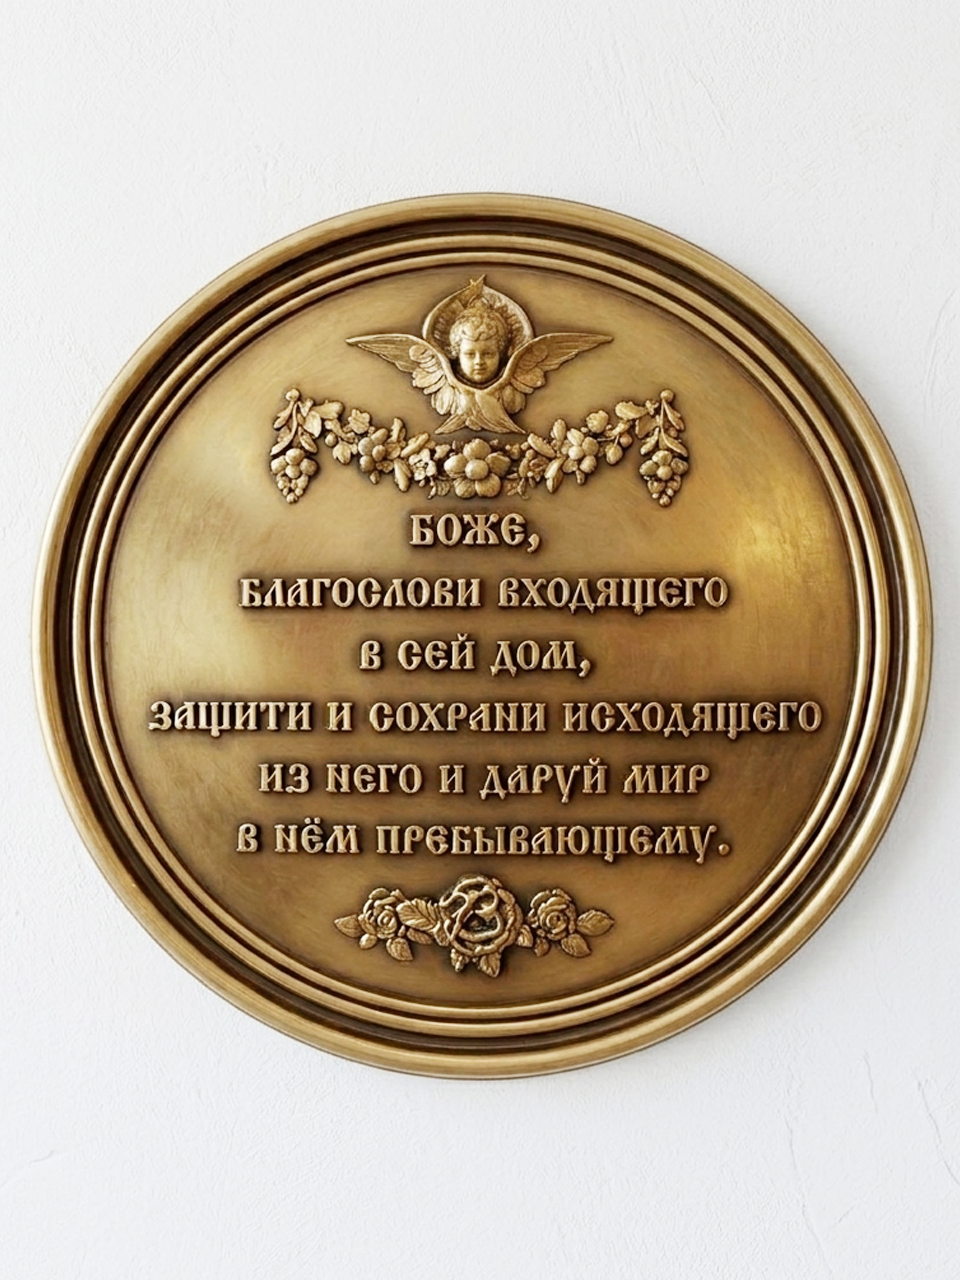 БОЖЕ,
БЛАГОСЛОВИ ВХОДЯЩЕГО
В СЕЙ ДОМ,
ЗАЩИТИ И СОХРАНИ ИСХОДЯЩЕГО
ИЗ НЕГО И ДАРУЙ МИР
В НЁМ ПРЕБЫВАЮЩЕМУ.